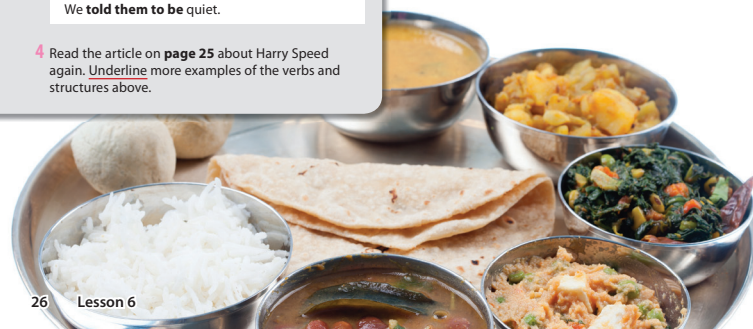 We told them to be quiet.
4 Read the article on page 25 about Harry Speed
again. Underline more examples of the verbs and
structures above.
26 Lesson 6